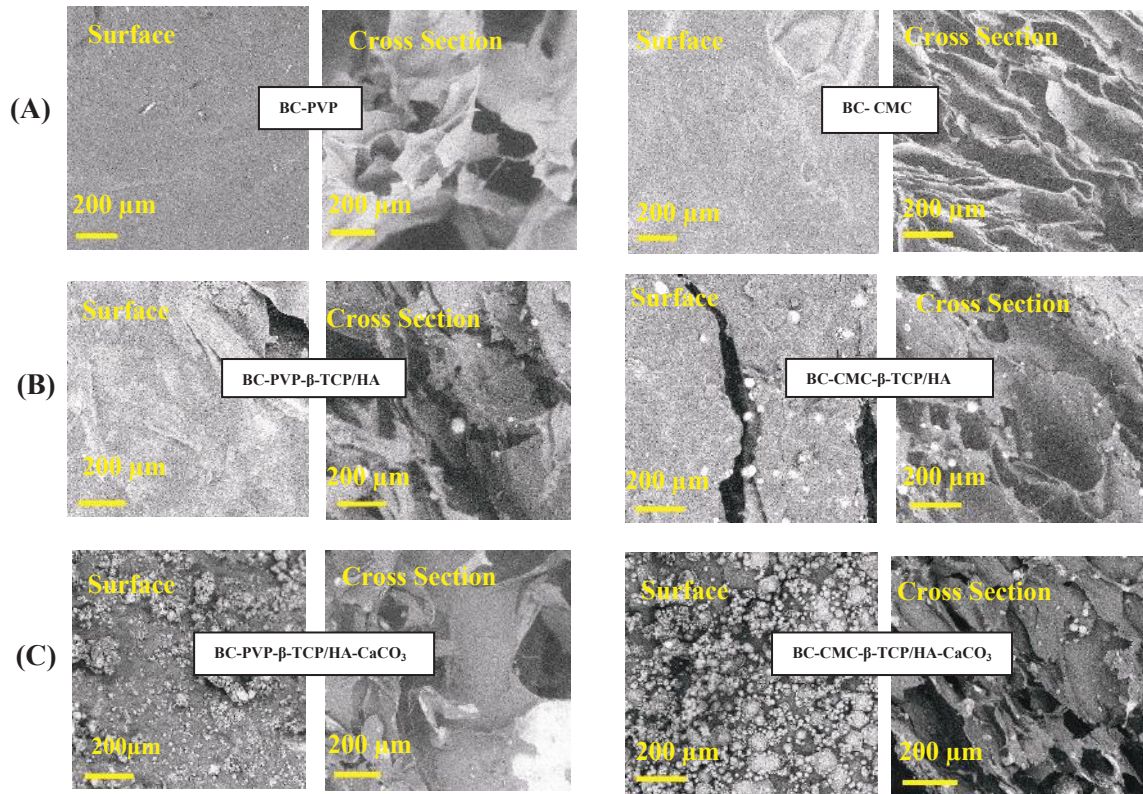 (A)
Surface
Cross Section
BC-PVP
200 µm
200 µm
Surface
Cross Section
BC- CMC
200 µm
200 µm
(B)
Surface
Cross Section
BC-PVP-β-TCP/HA
200 µm
200 µm
Surface
Cross Section
BC-CMC-β-TCP/HA
200 µm
200 µm
(C)
Surface
Cross Section
BC-PVP-β-TCP/HA-CaCO₃
200µm
200 µm
Surface
Cross Section
BC-CMC-β-TCP/HA-CaCO₃
200 µm
200 µm